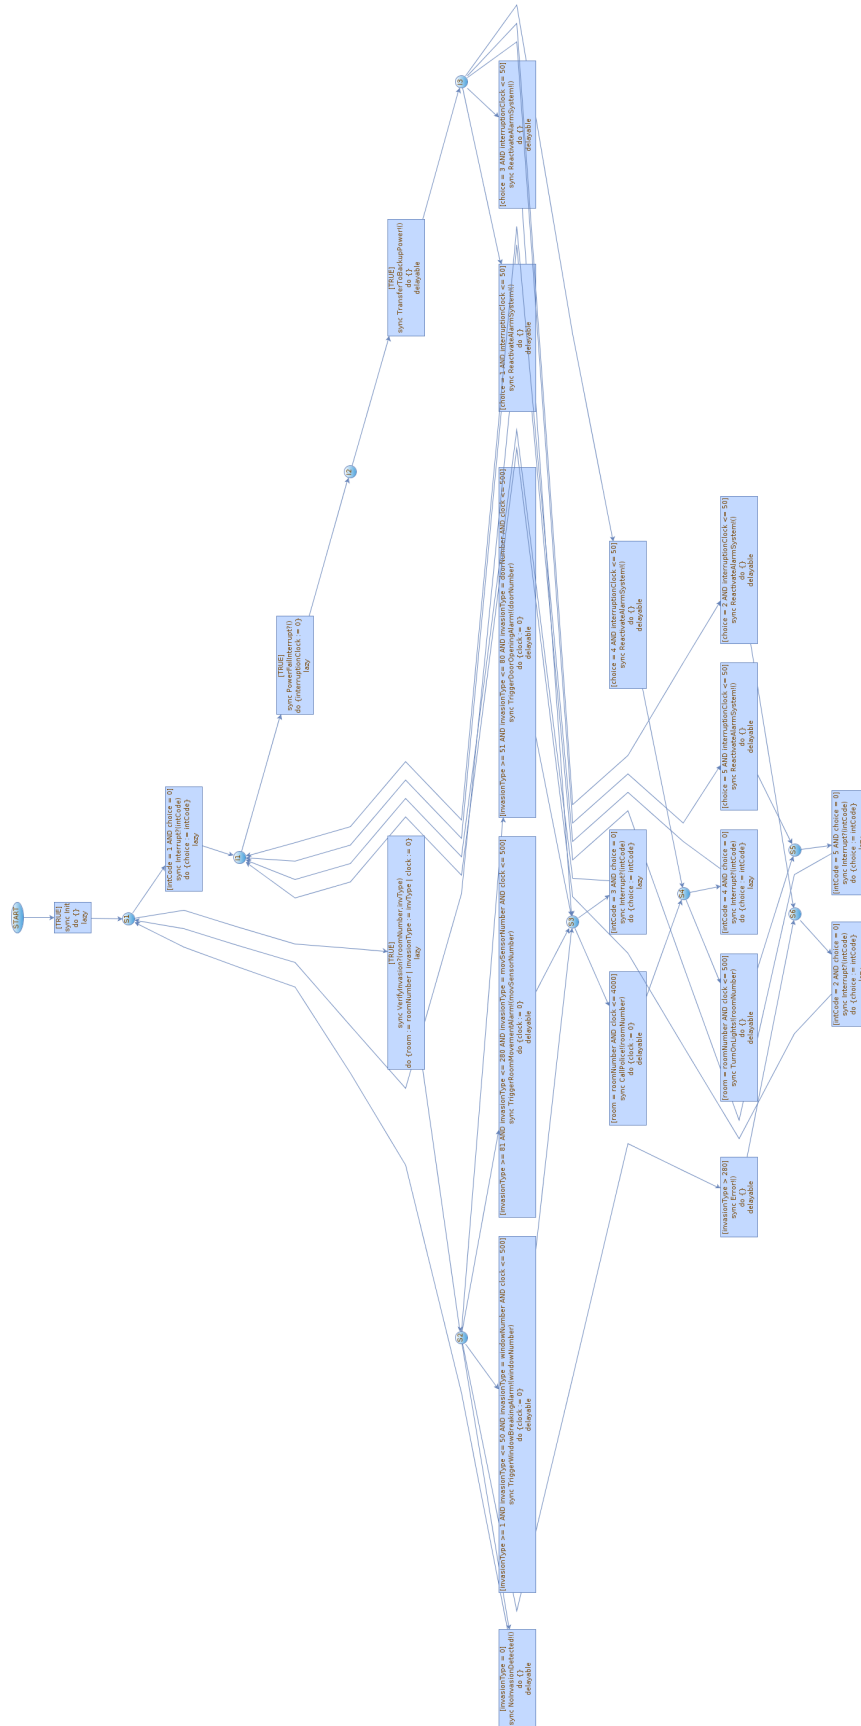 START
[TRUE]
sync Init
do {}
lazy
S1
[intCode = 1 AND choice = 0]
sync Interrupt?(intCode)
do {choice := intCode}
lazy
I1
[TRUE]
sync PowerFailInterrupt?()
do {interruptionClock := 0}
lazy
I2
[TRUE]
sync TransferToBackupPower!()
do {}
delayable
I3
[TRUE]
sync VerifyInvasion?(roomNumber,invType)
do {room := roomNumber | invasionType := invType | clock := 0}
lazy
S2
[choice = 3 AND interruptionClock <= 50]
sync ReactivateAlarmSystem!()
do {}
delayable
[choice = 1 AND interruptionClock <= 50]
sync ReactivateAlarmSystem!()
do {}
delayable
[invasionType >= 51 AND invasionType <= 80 AND invasionType = doorNumber AND clock <= 500]
sync TriggerDoorOpeningAlarm!(doorNumber)
do {clock := 0}
delayable
[invasionType >= 81 AND invasionType <= 280 AND invasionType = movSensorNumber AND clock <= 500]
sync TriggerRoomMovementAlarm!(movSensorNumber)
do {clock := 0}
delayable
[invasionType >= 1 AND invasionType <= 50 AND invasionType = windowNumber AND clock <= 500]
sync TriggerWindowBreakingAlarm!(windowNumber)
do {clock := 0}
delayable
[invasionType = 0]
sync NoInvasionDetected!()
do {}
delayable
S3
[choice = 4 AND interruptionClock <= 50]
sync ReactivateAlarmSystem!()
do {}
delayable
[intCode = 3 AND choice = 0]
sync Interrupt?(intCode)
do {choice := intCode}
lazy
[room = roomNumber AND clock <= 4000]
sync CallPolice!(roomNumber)
do {clock := 0}
delayable
S4
[choice = 2 AND interruptionClock <= 50]
sync ReactivateAlarmSystem!()
do {}
delayable
[choice = 5 AND interruptionClock <= 50]
sync ReactivateAlarmSystem!()
do {}
delayable
[intCode = 4 AND choice = 0]
sync Interrupt?(intCode)
do {choice := intCode}
lazy
[room = roomNumber AND clock <= 500]
sync TurnOnLights!(roomNumber)
do {}
delayable
[invasionType > 280]
sync Error!()
do {}
delayable
S5
S6
[intCode = 5 AND choice = 0]
sync Interrupt?(intCode)
do {choice := intCode}
[intCode = 2 AND choice = 0]
sync Interrupt?(intCode)
do {choice := intCode}